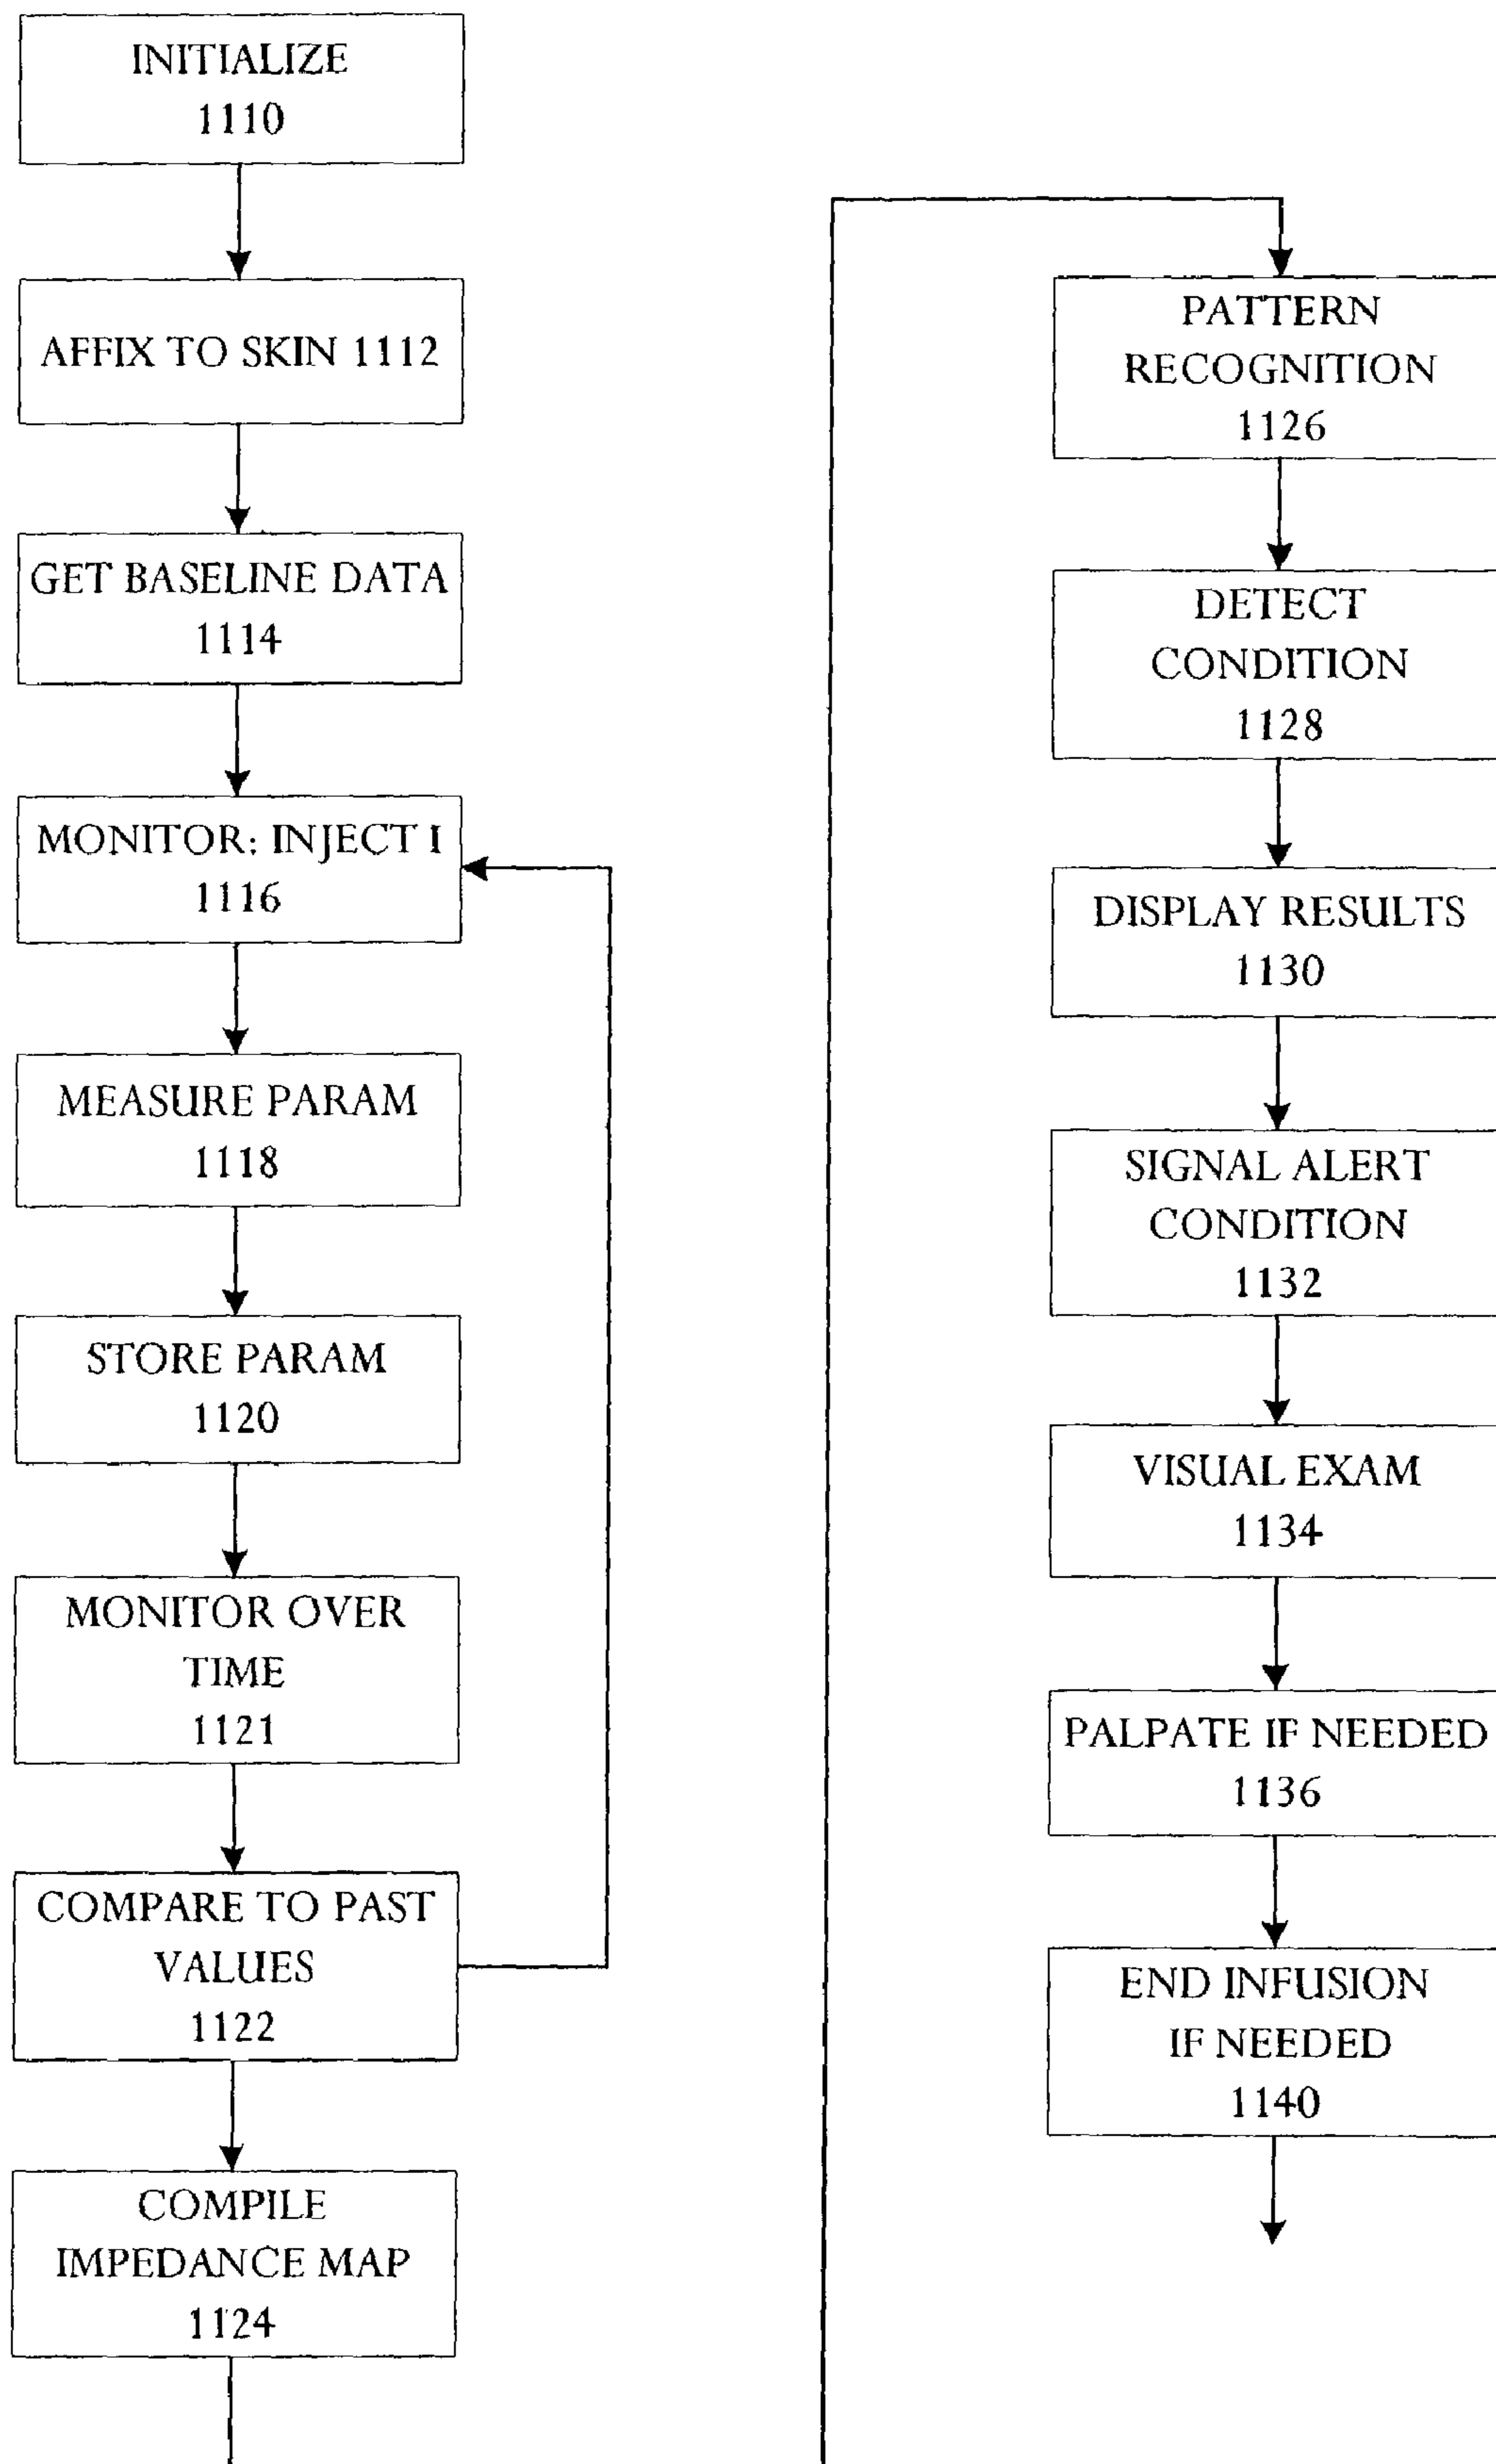 INITIALIZE
1110
AFFIX TO SKIN 1112
GET BASELINE DATA
1114
MONITOR: INJECT I
1116
MEASURE PARAM
1118
STORE PARAM
1120
MONITOR OVER
TIME
1121
COMPARE TO PAST
VALUES
1122
COMPILE
IMPEDANCE MAP
1124
PATTERN
RECOGNITION
1126
DETECT
CONDITION
1128
DISPLAY RESULTS
1130
SIGNAL ALERT
CONDITION
1132
VISUAL EXAM
1134
PALPATE IF NEEDED
1136
END INFUSION
IF NEEDED
1140